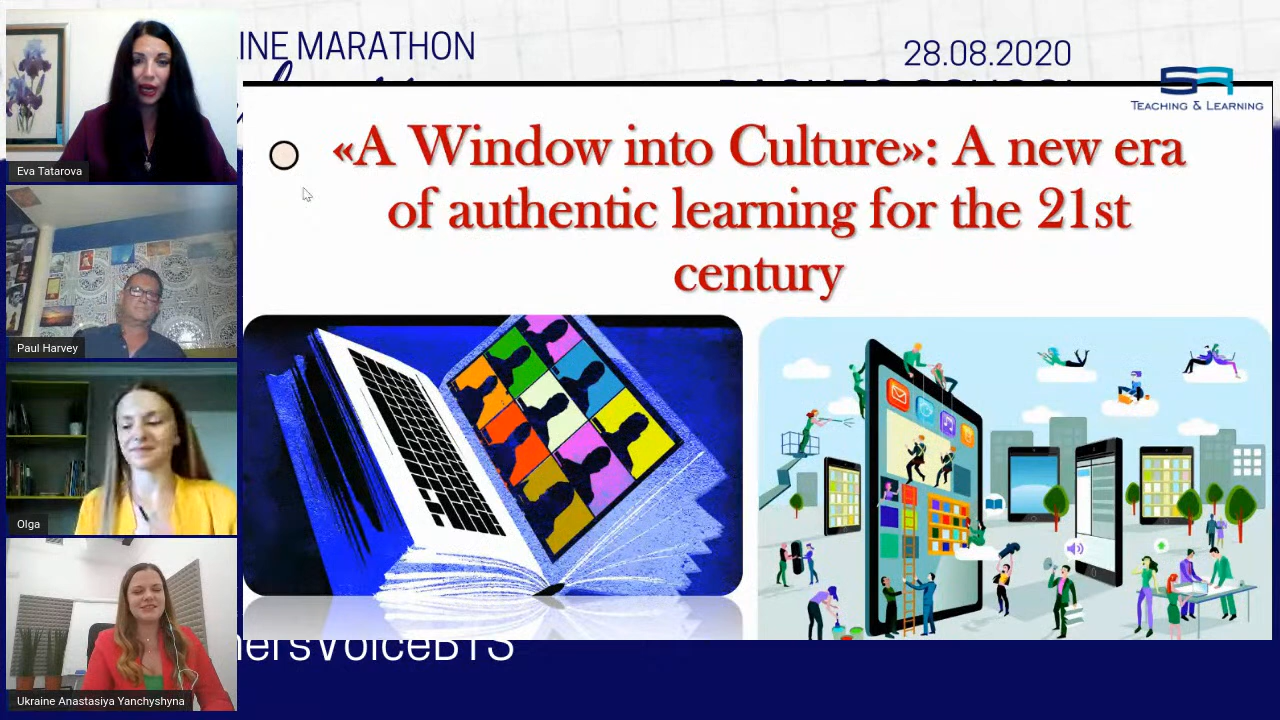 INE MARATHON
28.08.2020
TEACHING & LEARNING
«A Window into Culture»: A new era
of authentic learning for the 21st
century
Eva Tatarova
Paul Harvey
Olga
Ukraine Anastasiya Yanchyshyna
nersVoiceBTS